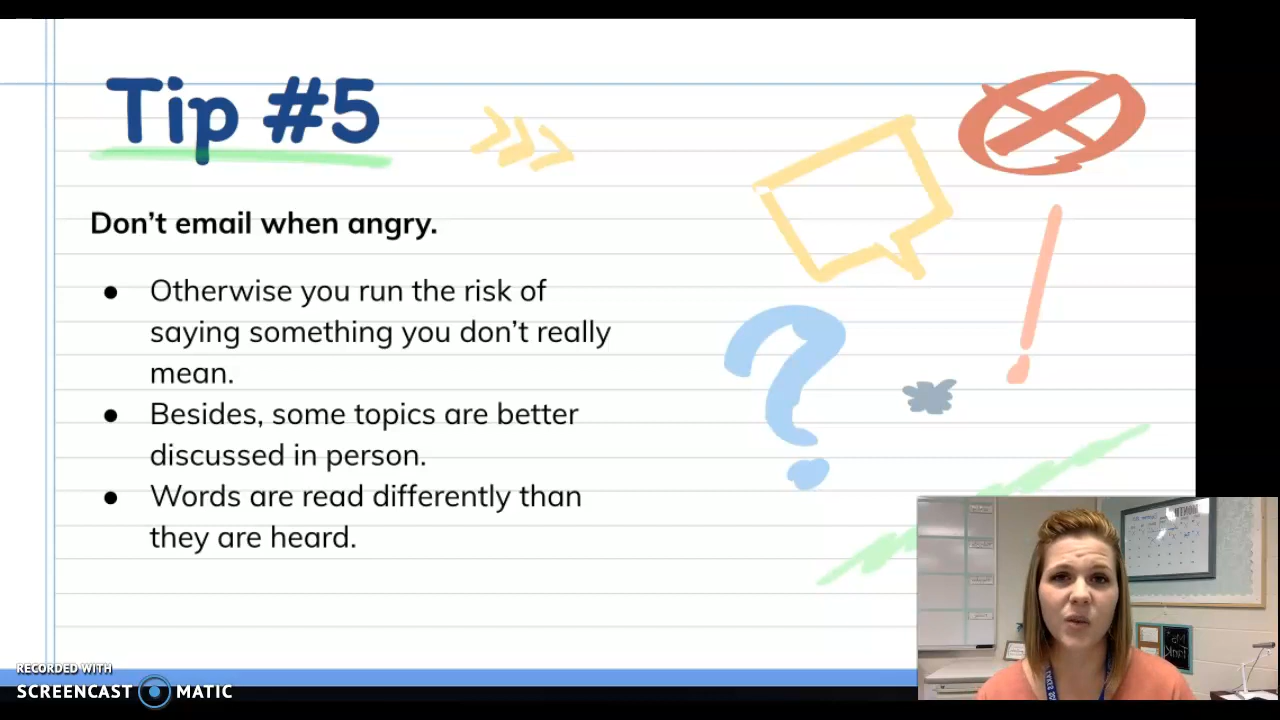 Tip #5
Don’t email when angry.
● Otherwise you run the risk of
saying something you don’t really
mean.
● Besides, some topics are better
discussed in person.
● Words are read differently than
they are heard.
RECORDED WITH
SCREENCAST MATIC